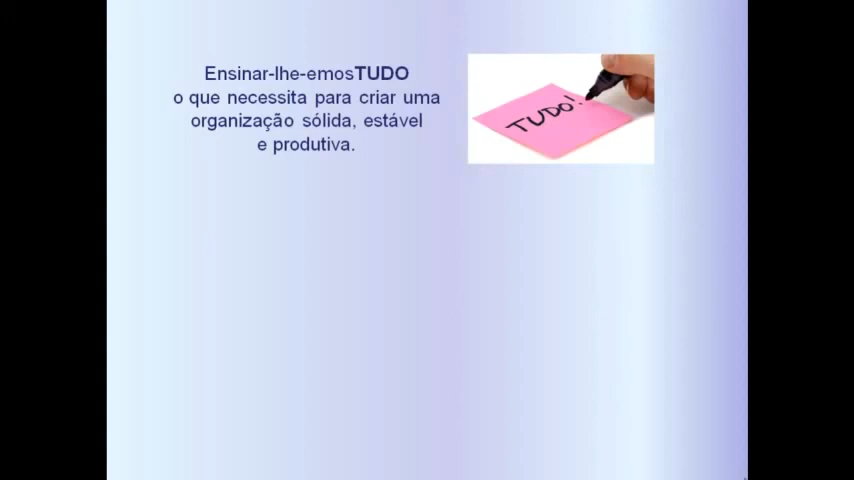 Ensinar-lhe-emosTUDO
o que necessita para criar uma
organização sólida, estável
e produtiva.
TUDO!